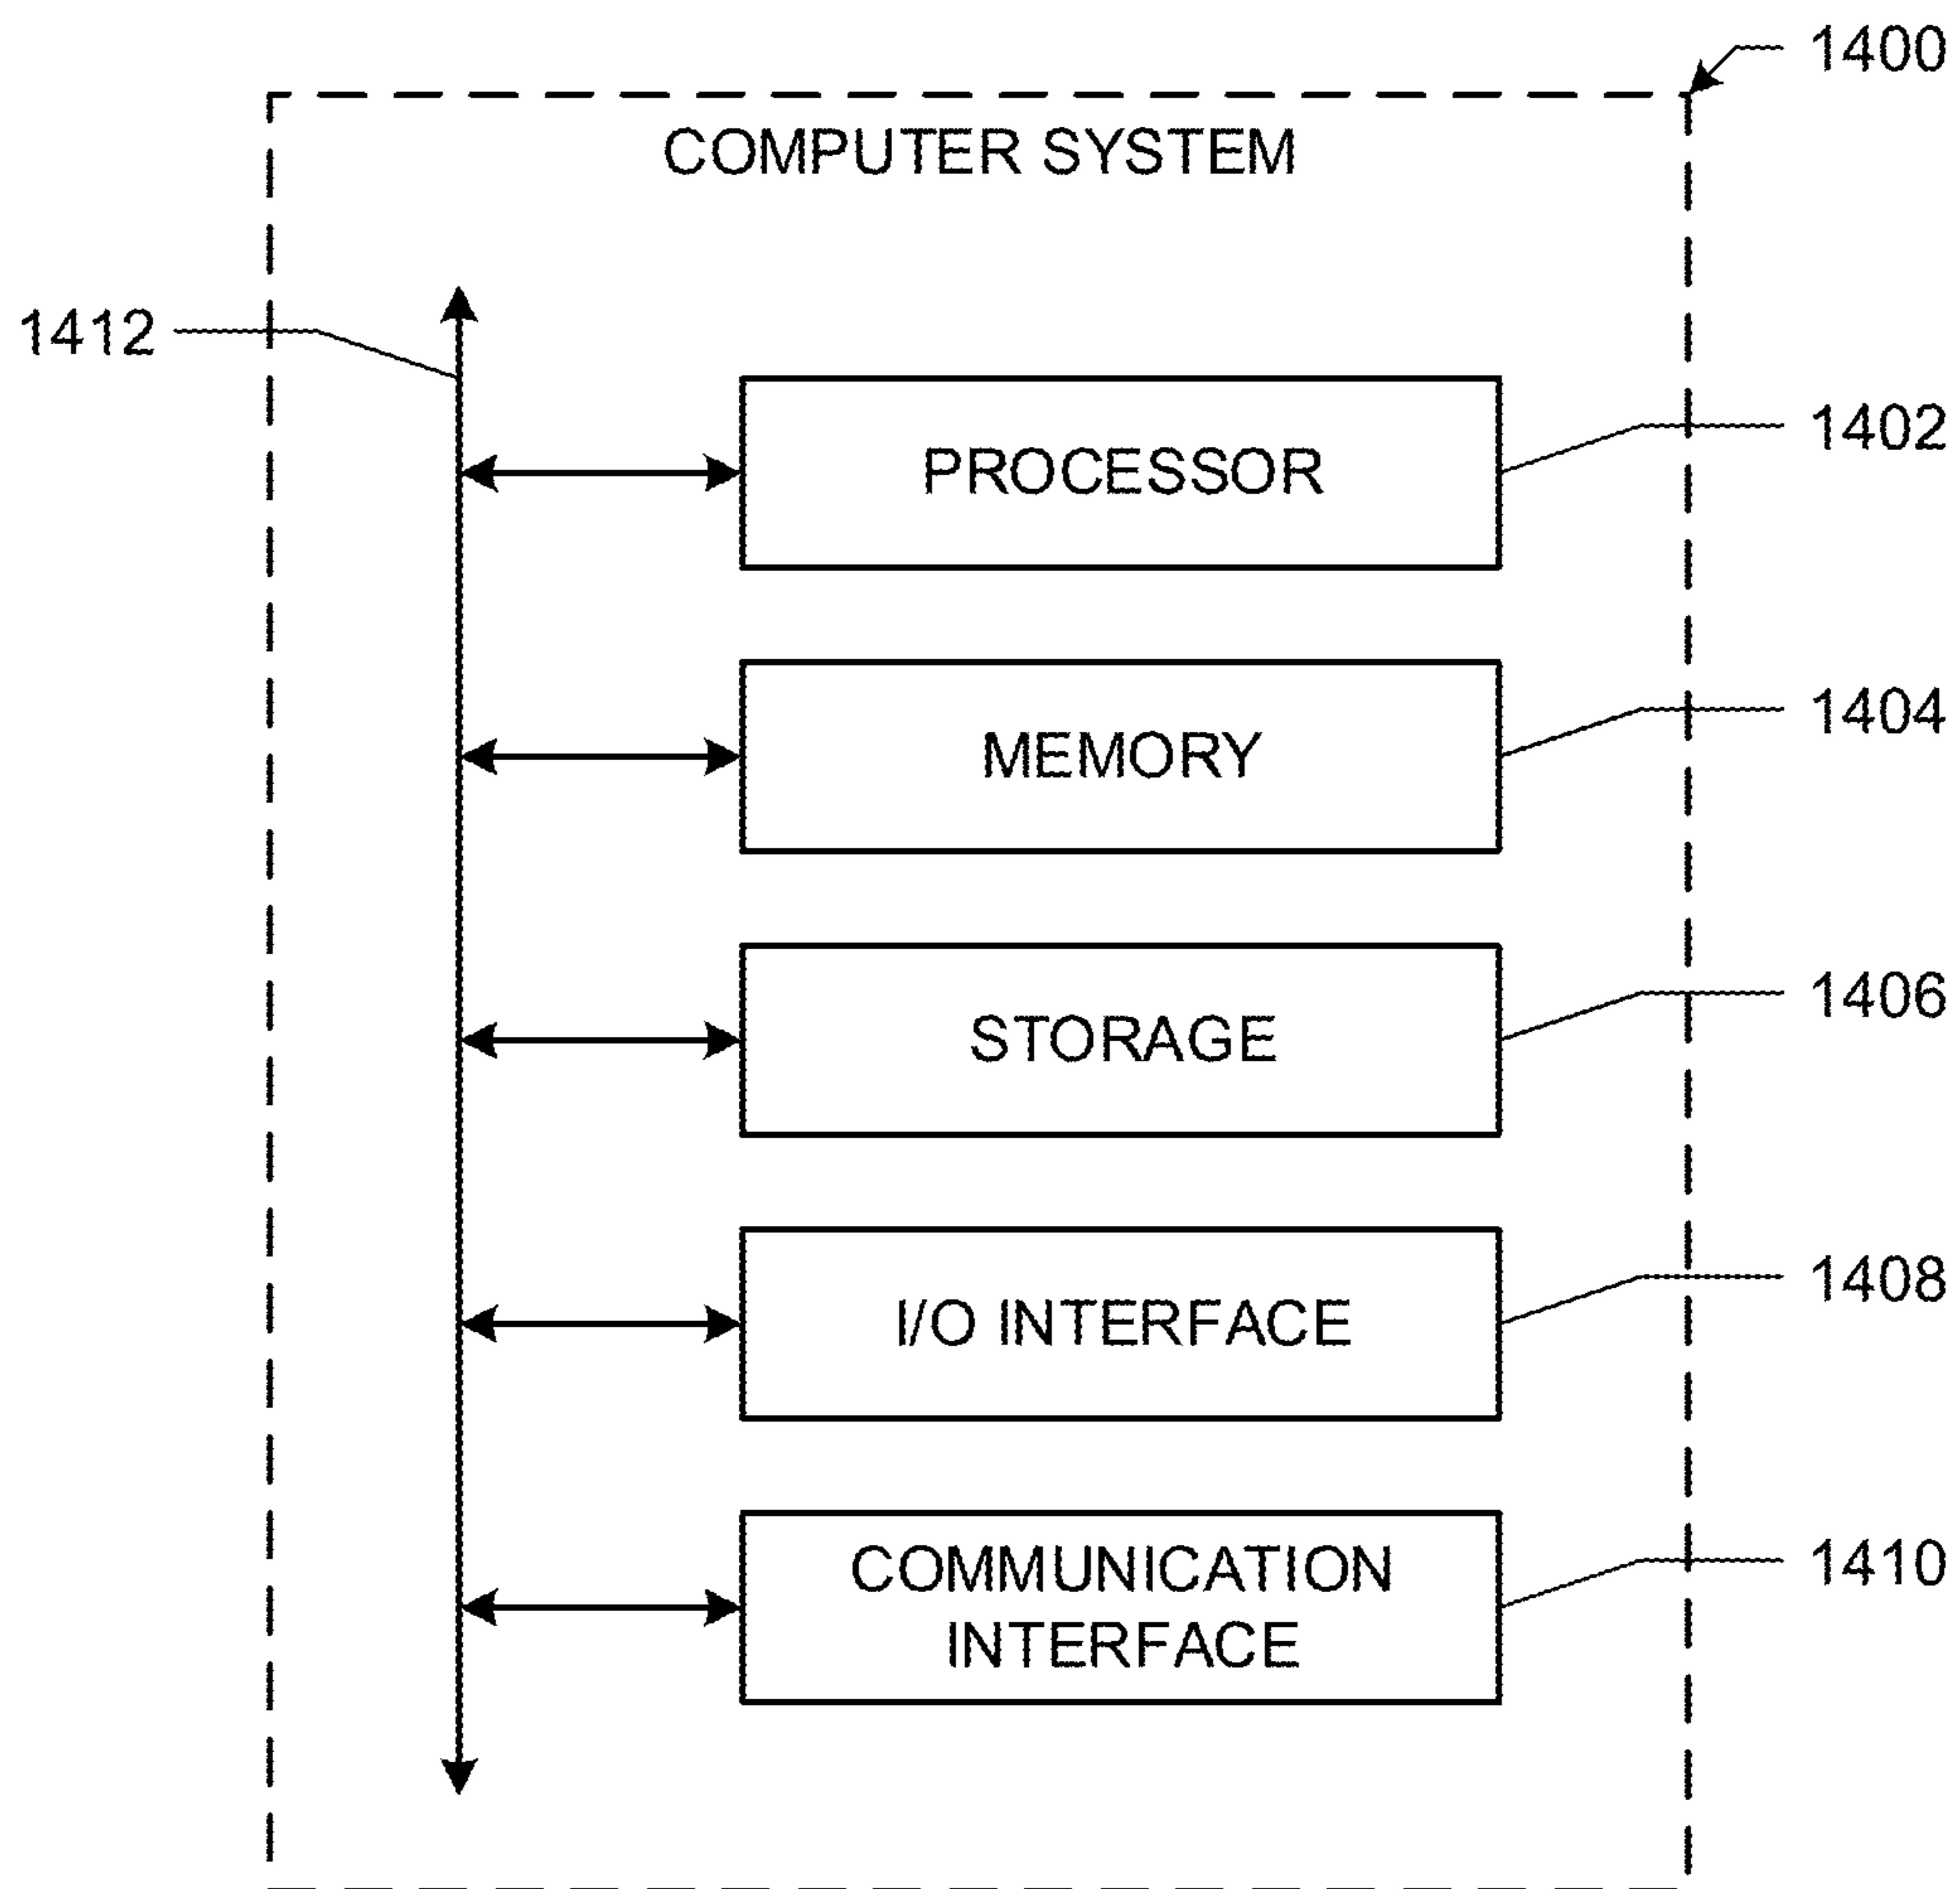 1400
COMPUTER SYSTEM
1412
PROCESSOR
1402
MEMORY
1404
STORAGE
1406
I/O INTERFACE
1408
COMMUNICATION
INTERFACE
1410